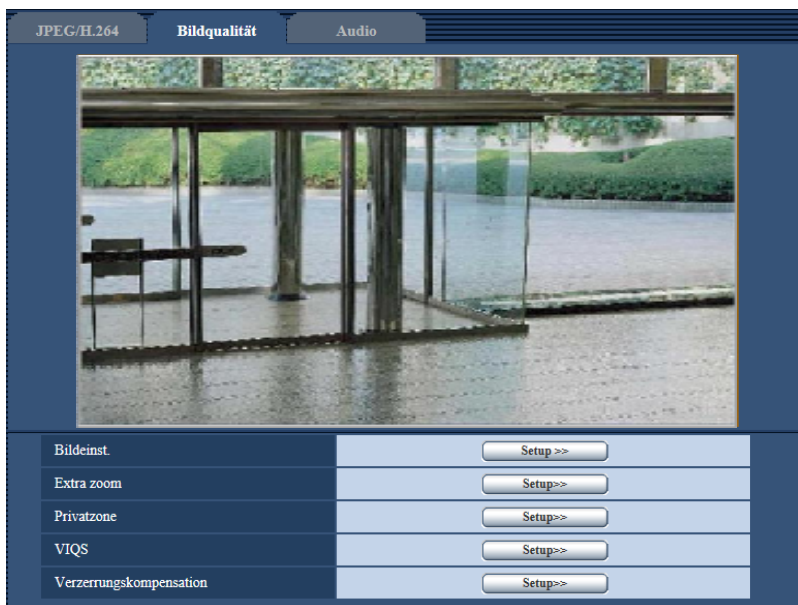 JPEG/H.264 Bildqualität Audio
Bildeinst. Setup >>
Extra zoom Setup>>
Privatzone Setup>>
VIQS Setup>>
Verzerrungskompensation Setup>>